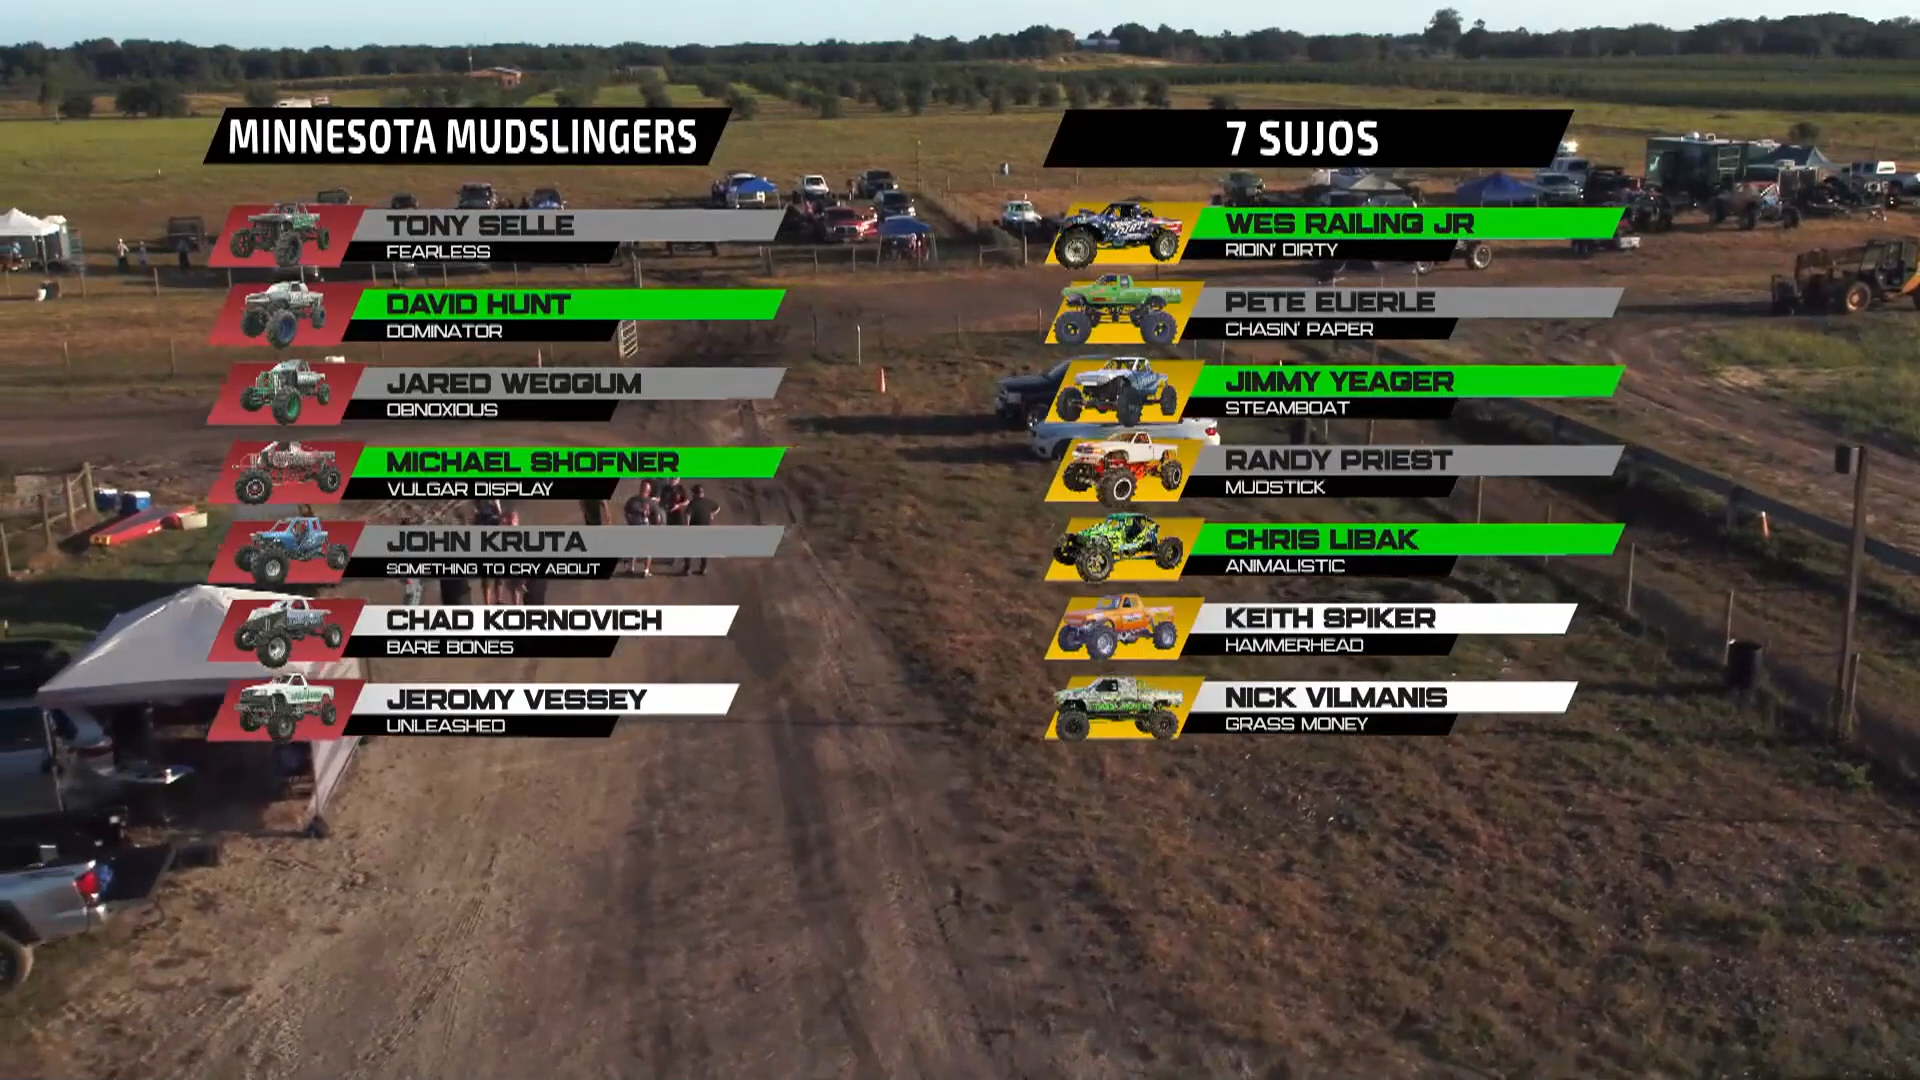 MINNESOTA MUDSLINGERS
TONY SELLE
FEARLESS
DAVID HUNT
DOMINATOR
JARED WEGGUM
OBNOXIOUS
MICHAEL SHOFNER
VULGAR DISPLAY
JOHN KRUTA
SOMETHING TO CRY ABOUT
CHAD KORNOVICH
BARE BONES
JEROMY VESSEY
UNLEASHED
7 SUJOS
WES RAILING JR
RIDIN' DIRTY
PETE EUERLE
CHASIN' PAPER
JIMMY YEAGER
STEAMBOAT
RANDY PRIEST
MUDSTICK
CHRIS LIBAK
ANIMALISTIC
KEITH SPIKER
HAMMERHEAD
NICK VILMANIS
GRASS MONEY